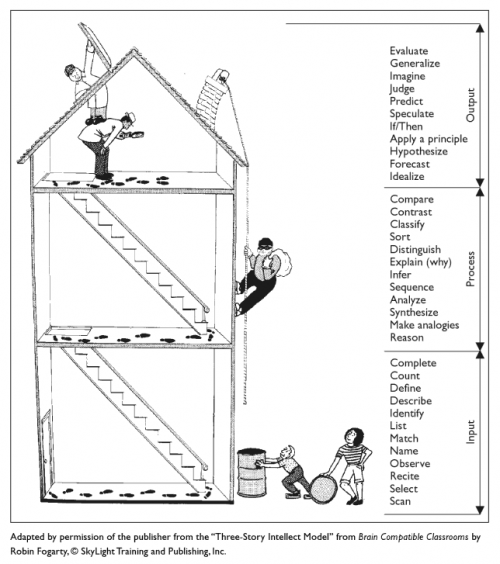 Evaluate
Generalize
Imagine
Judge
Predict
Speculate
If/Then
Apply a principle
Hypothesize
Forecast
Idealize
Output
Compare
Contrast
Classify
Sort
Distinguish
Explain (why)
Infer
Sequence
Analyze
Synthesize
Make analogies
Reason
Process
Complete
Count
Define
Describe
Identify
List
Match
Name
Observe
Recite
Select
Scan
Input
Adapted by permission of the publisher from the “Three-Story Intellect Model” from Brain Compatible Classrooms by
Robin Fogarty, © SkyLight Training and Publishing, Inc.